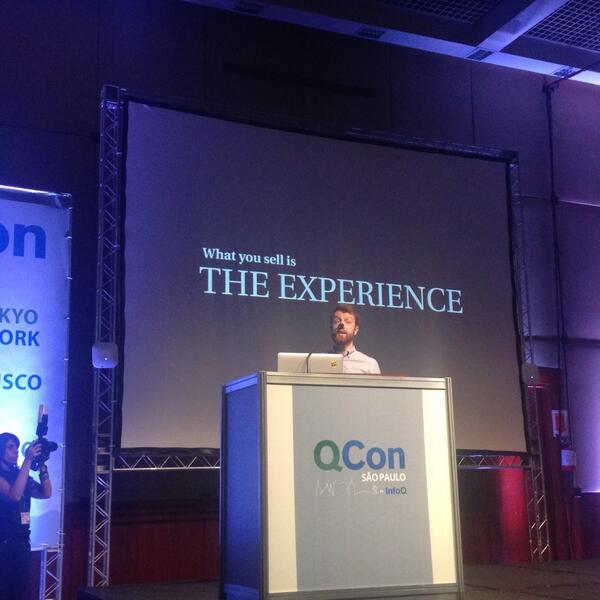 What you sell is
THE EXPERIENCE
on
KYO
ORK
SCO
QCon
SÃO PAULO
InfoQ